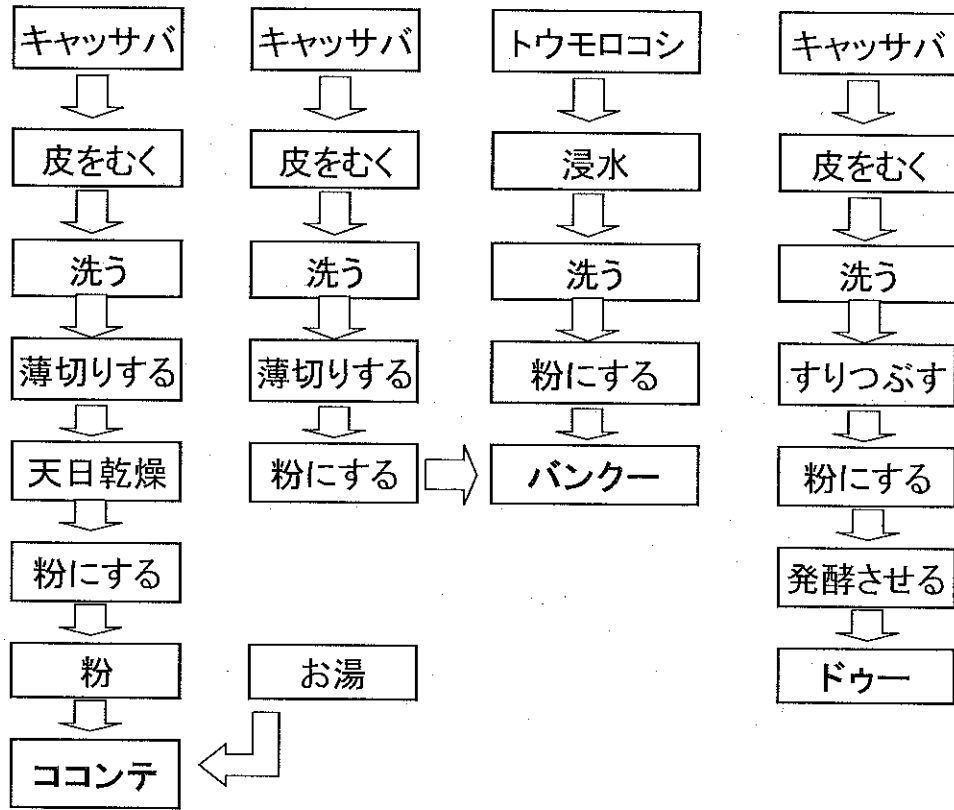 キャッサバ
皮をむく
洗う
薄切りする
天日乾燥
粉にする
粉
ココンテ
お湯
キャッサバ
皮をむく
洗う
薄切りする
粉にする
トウモロコシ
浸水
洗う
粉にする
バンクー
キャッサバ
皮をむく
洗う
すりつぶす
粉にする
発酵させる
ドゥー